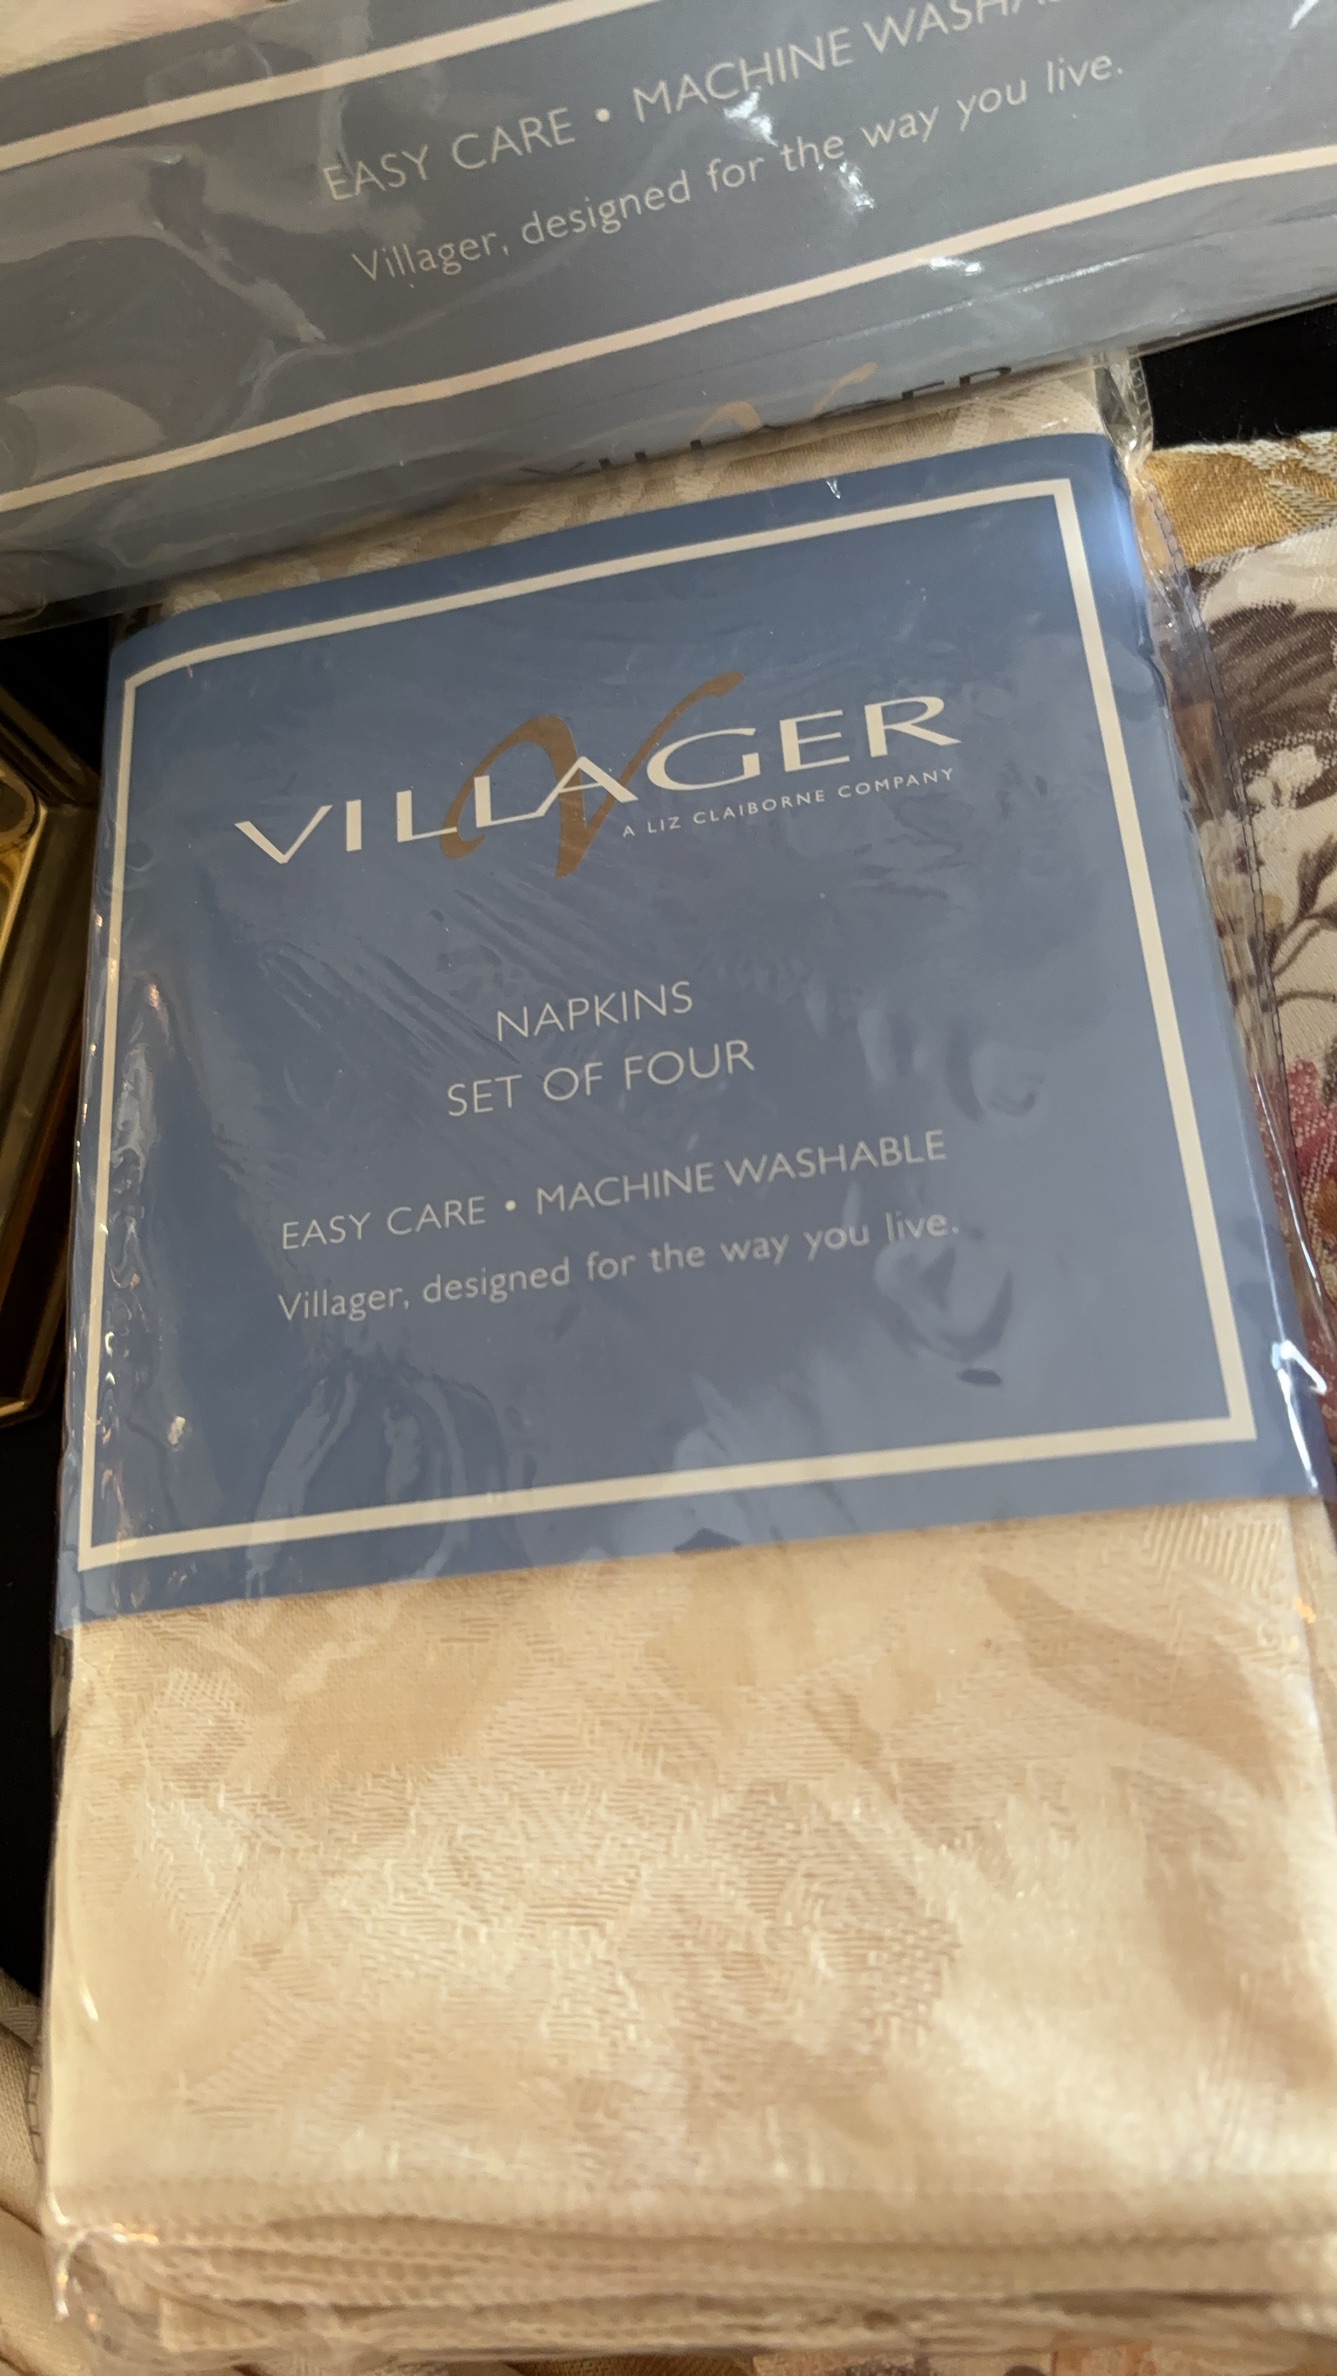 EASY CARE • MACHINE
Villager, designed for the way you live.
VILLAGER
A LIZ CLAIBORNE COMPANY
NAPKINS
SET OF FOUR
EASY CARE • MACHINE WASHABLE
Villager, designed for the way you live.